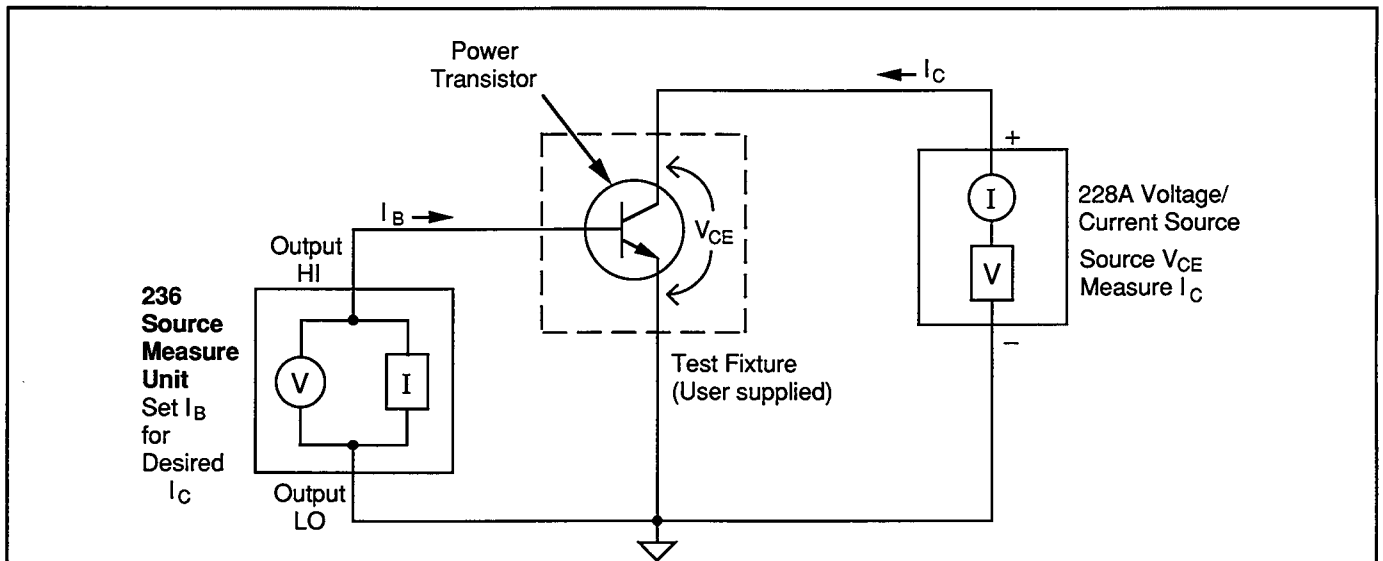 Power
Transistor
I_C
+
I
228A Voltage/
Current Source
V_CE
I_B
Output
HI
V
Source V_CE
Measure I_C
236
Source
Measure
Unit
Set I_B
for
Desired
I_C
V
I
–
Test Fixture
(User supplied)
Output
LO